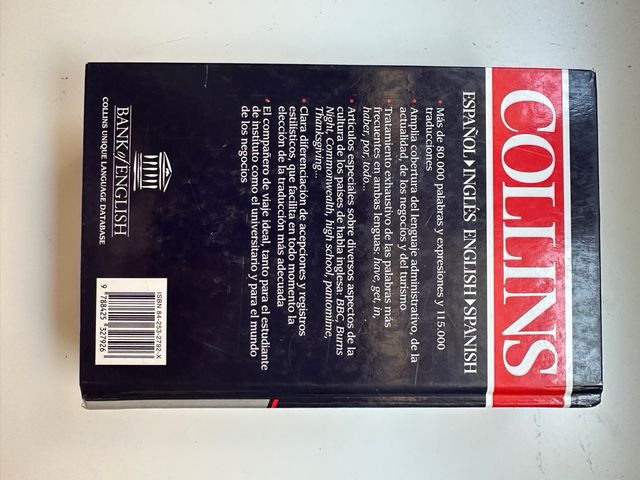 COLLINS
ESPAÑOL▶INGLÉS ENGLISH▶SPANISH
• Más de 80.000 palabras y expresiones y 115.000
traducciones
• Amplia cobertura del lenguaje administrativo, de la
actualidad, de los negocios y del turismo
• Tratamiento exhaustivo de las palabras más
frecuentes en ambas lenguas: have, get, in,
haber, por, todo.
• Artículos especiales sobre diversos aspectos de la
cultura de los países de habla inglesa: BBC, Burns
Night, Commonwealth, high school, pantomime,
Thanksgiving...
• Clara diferenciación de acepciones y registros
estilísticos, que facilita en todo momento la
elección de la traducción más adecuada
• El compañero de viaje ideal, tanto para el estudiante
de instituto como el universitario y para el mundo
de los negocios
BANK of ENGLISH
COLLINS UNIQUE LANGUAGE DATABASE
ISBN 84-253-2792-X
9 788425 327926